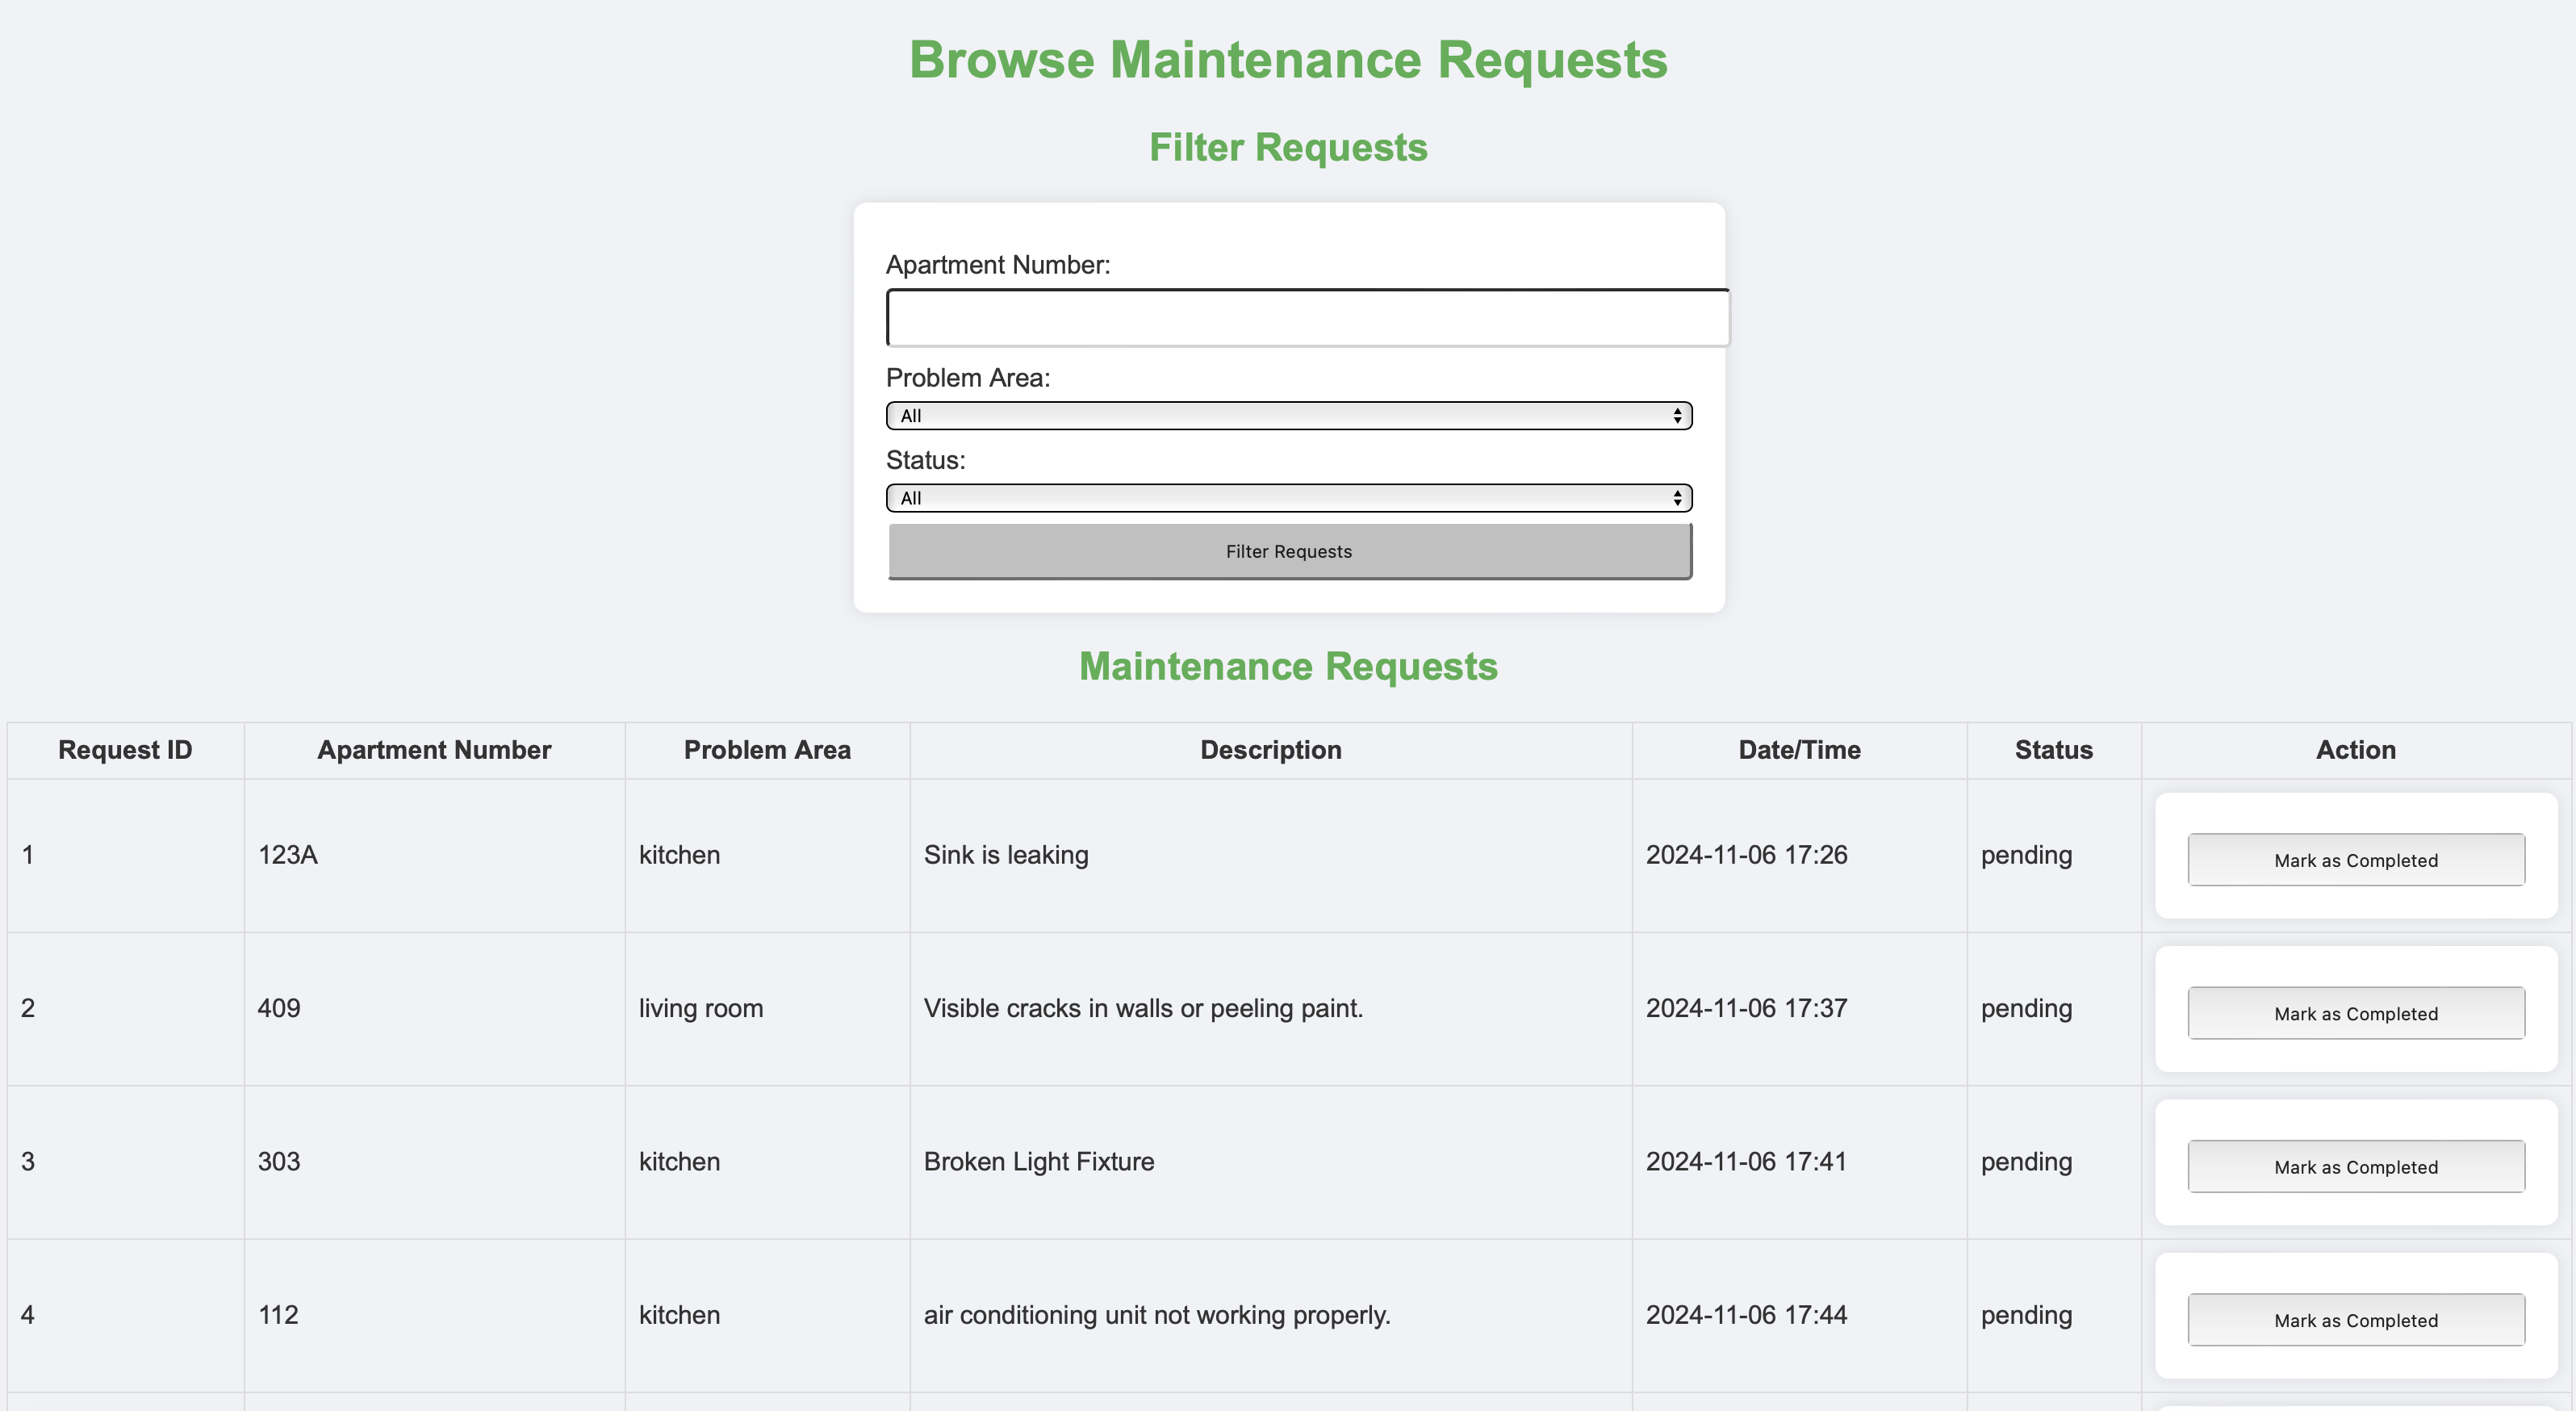 Browse Maintenance Requests
Filter Requests
Apartment Number:
Problem Area:
All
Status:
All
Filter Requests
Maintenance Requests
Request ID Apartment Number Problem Area Description Date/Time Status Action
1 123A kitchen Sink is leaking 2024-11-06 17:26 pending Mark as Completed
2 409 living room Visible cracks in walls or peeling paint. 2024-11-06 17:37 pending Mark as Completed
3 303 kitchen Broken Light Fixture 2024-11-06 17:41 pending Mark as Completed
4 112 kitchen air conditioning unit not working properly. 2024-11-06 17:44 pending Mark as Completed